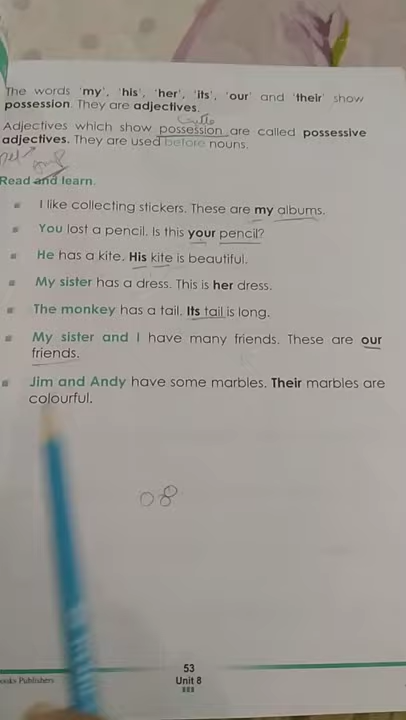 The words 'my', 'his', 'her', 'its', 'our' and 'their' show
possession. They are adjectives.
Adjectives which show possession are called possessive
adjectives. They are used before nouns.
Read and learn.
I like collecting stickers. These are my albums.
You lost a pencil. Is this your pencil?
He has a kite. His kite is beautiful.
My sister has a dress. This is her dress.
The monkey has a tail. Its tail is long.
My sister and I have many friends. These are our
friends.
Jim and Andy have some marbles. Their marbles are
colourful.
08
53
Publishers
Unit 8